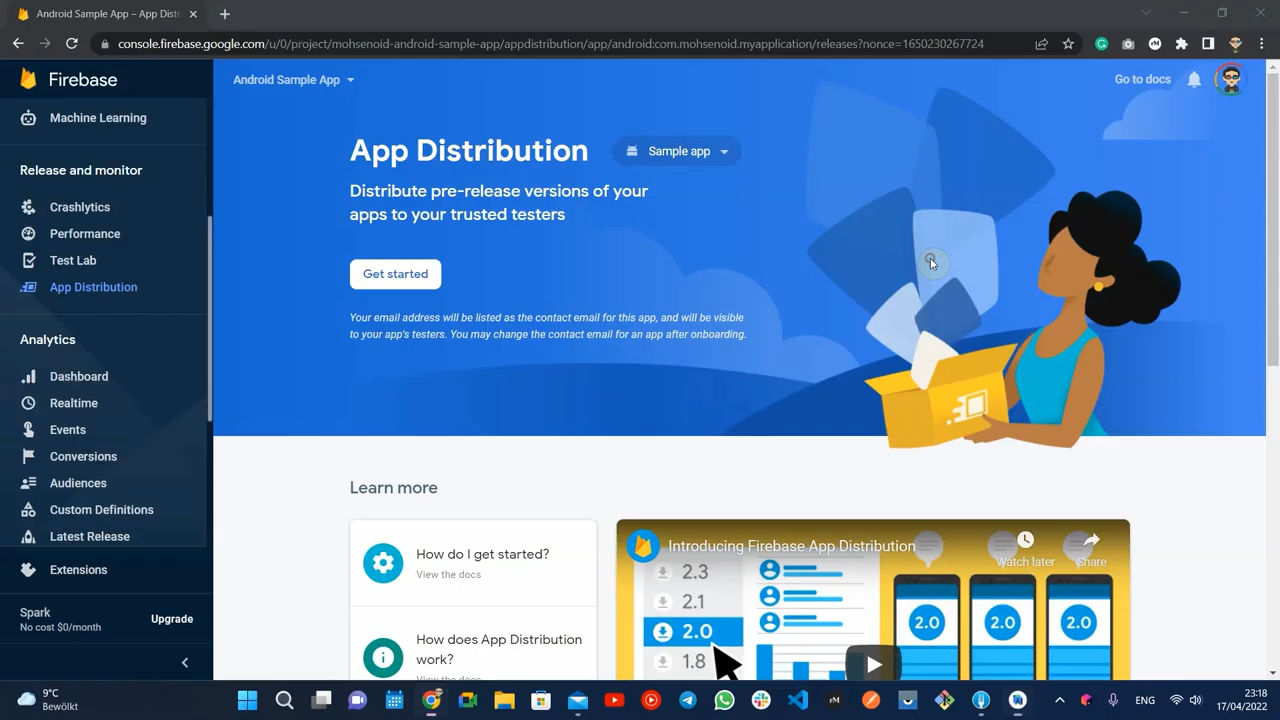 Android Sample App – App Distr
console.firebase.google.com/u/0/project/mohsenoid-android-sample-app/appdistribution/app/android:com.mohsenoid.myapplication/releases?nonce=1650230267724
Firebase
Machine Learning
Release and monitor
Crashlytics
Performance
Test Lab
App Distribution
Analytics
Dashboard
Realtime
Events
Conversions
Audiences
Custom Definitions
Latest Release
Extensions
Spark
No cost $0/month
Upgrade
Android Sample App
Go to docs
App Distribution
Sample app
Distribute pre-release versions of your
apps to your trusted testers
Get started
Your email address will be listed as the contact email for this app, and will be visible
to your app's testers. You may change the contact email for an app after onboarding.
Learn more
How do I get started?
View the docs
How does App Distribution
work?
View the docs
Introducing Firebase App Distribution
Watch later
Share
2.3
2.1
2.0
1.8
2.0
2.0
2.0
9°C
Bewölkt
rM
ENG
23:18
17/04/2022